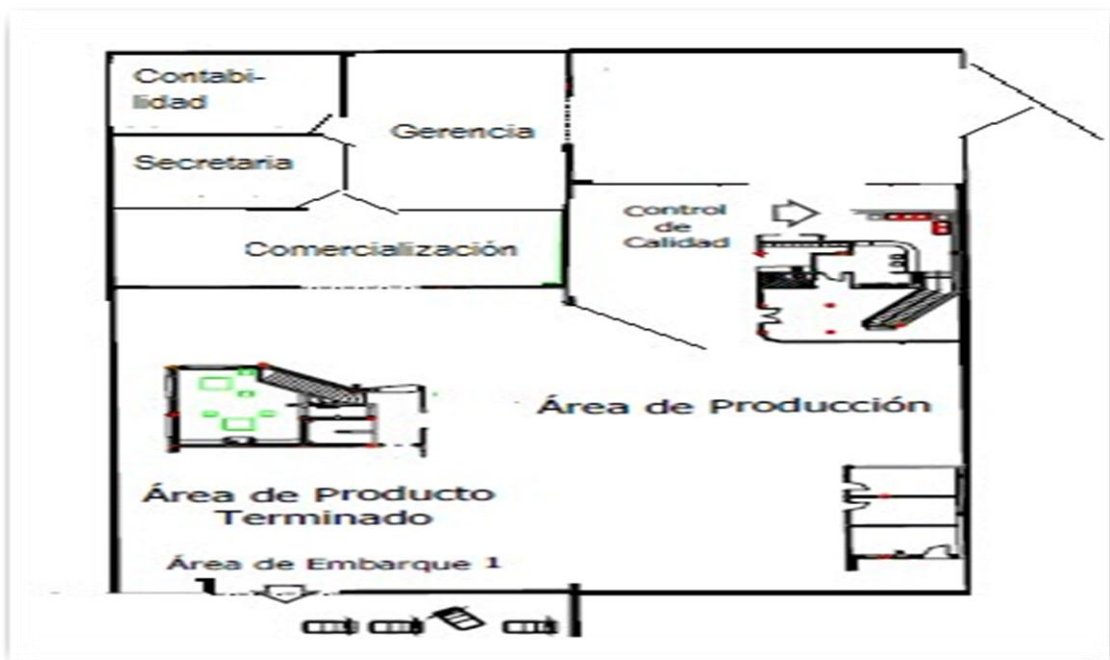 Contabi-
lidad
Gerencia
Secretaria
Comercialización
Control
de
Calidad
Área de Producción
Área de Producto
Terminado
Área de Embarque 1